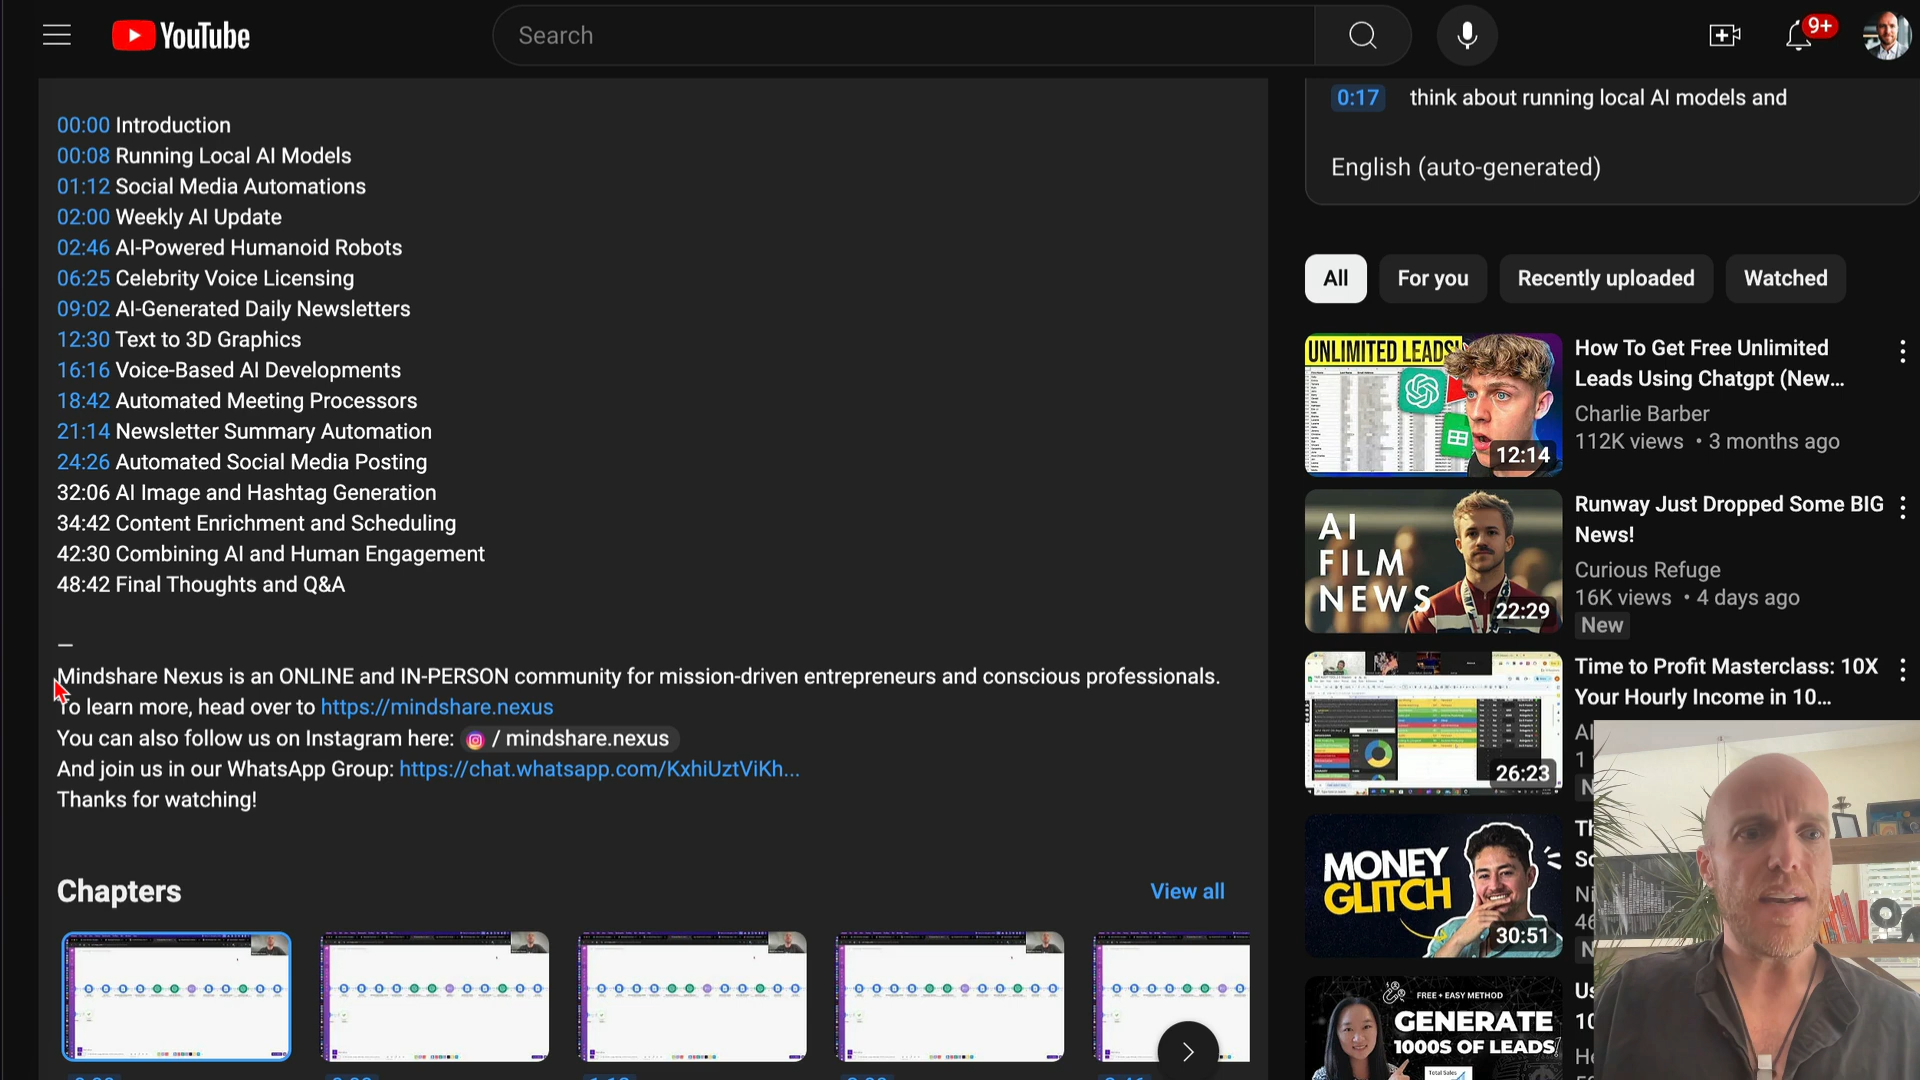 YouTube
Search
9+
00:00 Introduction
00:08 Running Local AI Models
01:12 Social Media Automations
02:00 Weekly AI Update
02:46 AI-Powered Humanoid Robots
06:25 Celebrity Voice Licensing
09:02 AI-Generated Daily Newsletters
12:30 Text to 3D Graphics
16:16 Voice-Based AI Developments
18:42 Automated Meeting Processors
21:14 Newsletter Summary Automation
24:26 Automated Social Media Posting
32:06 AI Image and Hashtag Generation
34:42 Content Enrichment and Scheduling
42:30 Combining AI and Human Engagement
48:42 Final Thoughts and Q&A
—
Mindshare Nexus is an ONLINE and IN-PERSON community for mission-driven entrepreneurs and conscious professionals.
To learn more, head over to https://mindshare.nexus
You can also follow us on Instagram here: / mindshare.nexus
And join us in our WhatsApp Group: https://chat.whatsapp.com/KxhiUztViKh...
Thanks for watching!
Chapters
View all
0:17 think about running local AI models and
English (auto-generated)
All
For you
Recently uploaded
Watched
UNLIMITED LEADS!
12:14
How To Get Free Unlimited
Leads Using Chatgpt (New...
Charlie Barber
112K views • 3 months ago
AI
FILM
NEWS
22:29
Runway Just Dropped Some BIG
News!
Curious Refuge
16K views • 4 days ago
New
26:23
Time to Profit Masterclass: 10X
Your Hourly Income in 10...
MONEY
GLITCH
30:51
FREE + EASY METHOD
GENERATE
1000S OF LEADS!
Total Sales